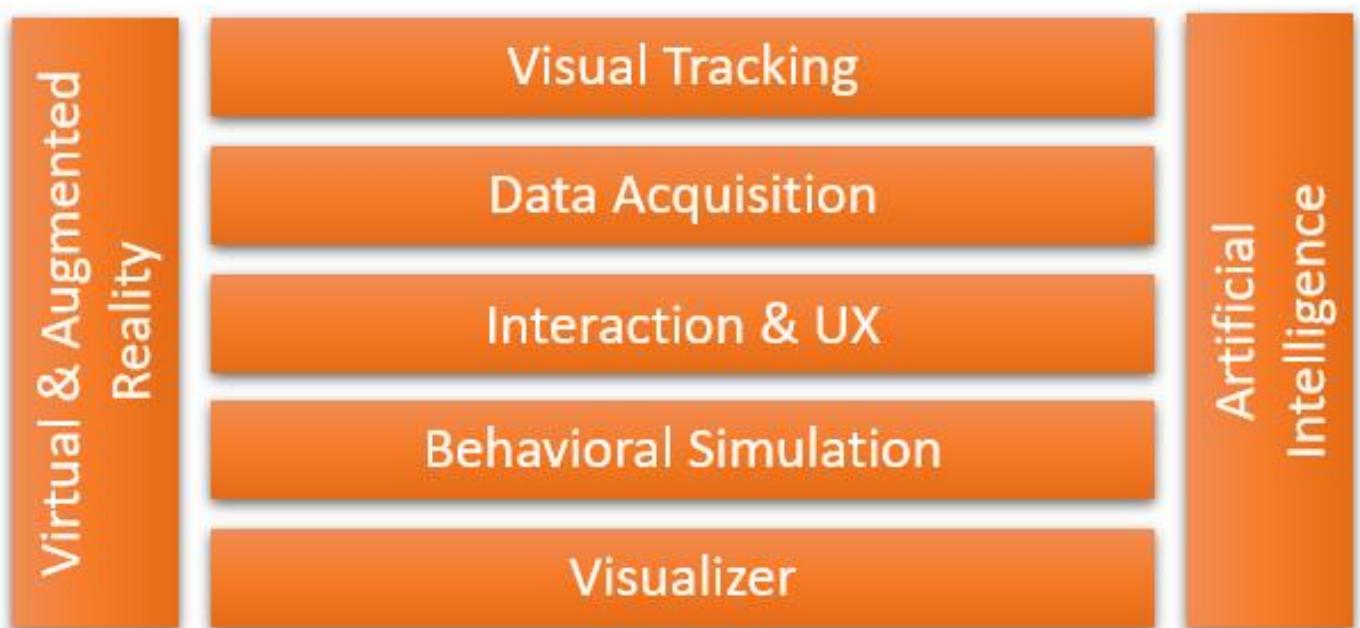 Virtual & Augmented
Reality
Visual Tracking
Data Acquisition
Interaction & UX
Behavioral Simulation
Visualizer
Artificial
Intelligence